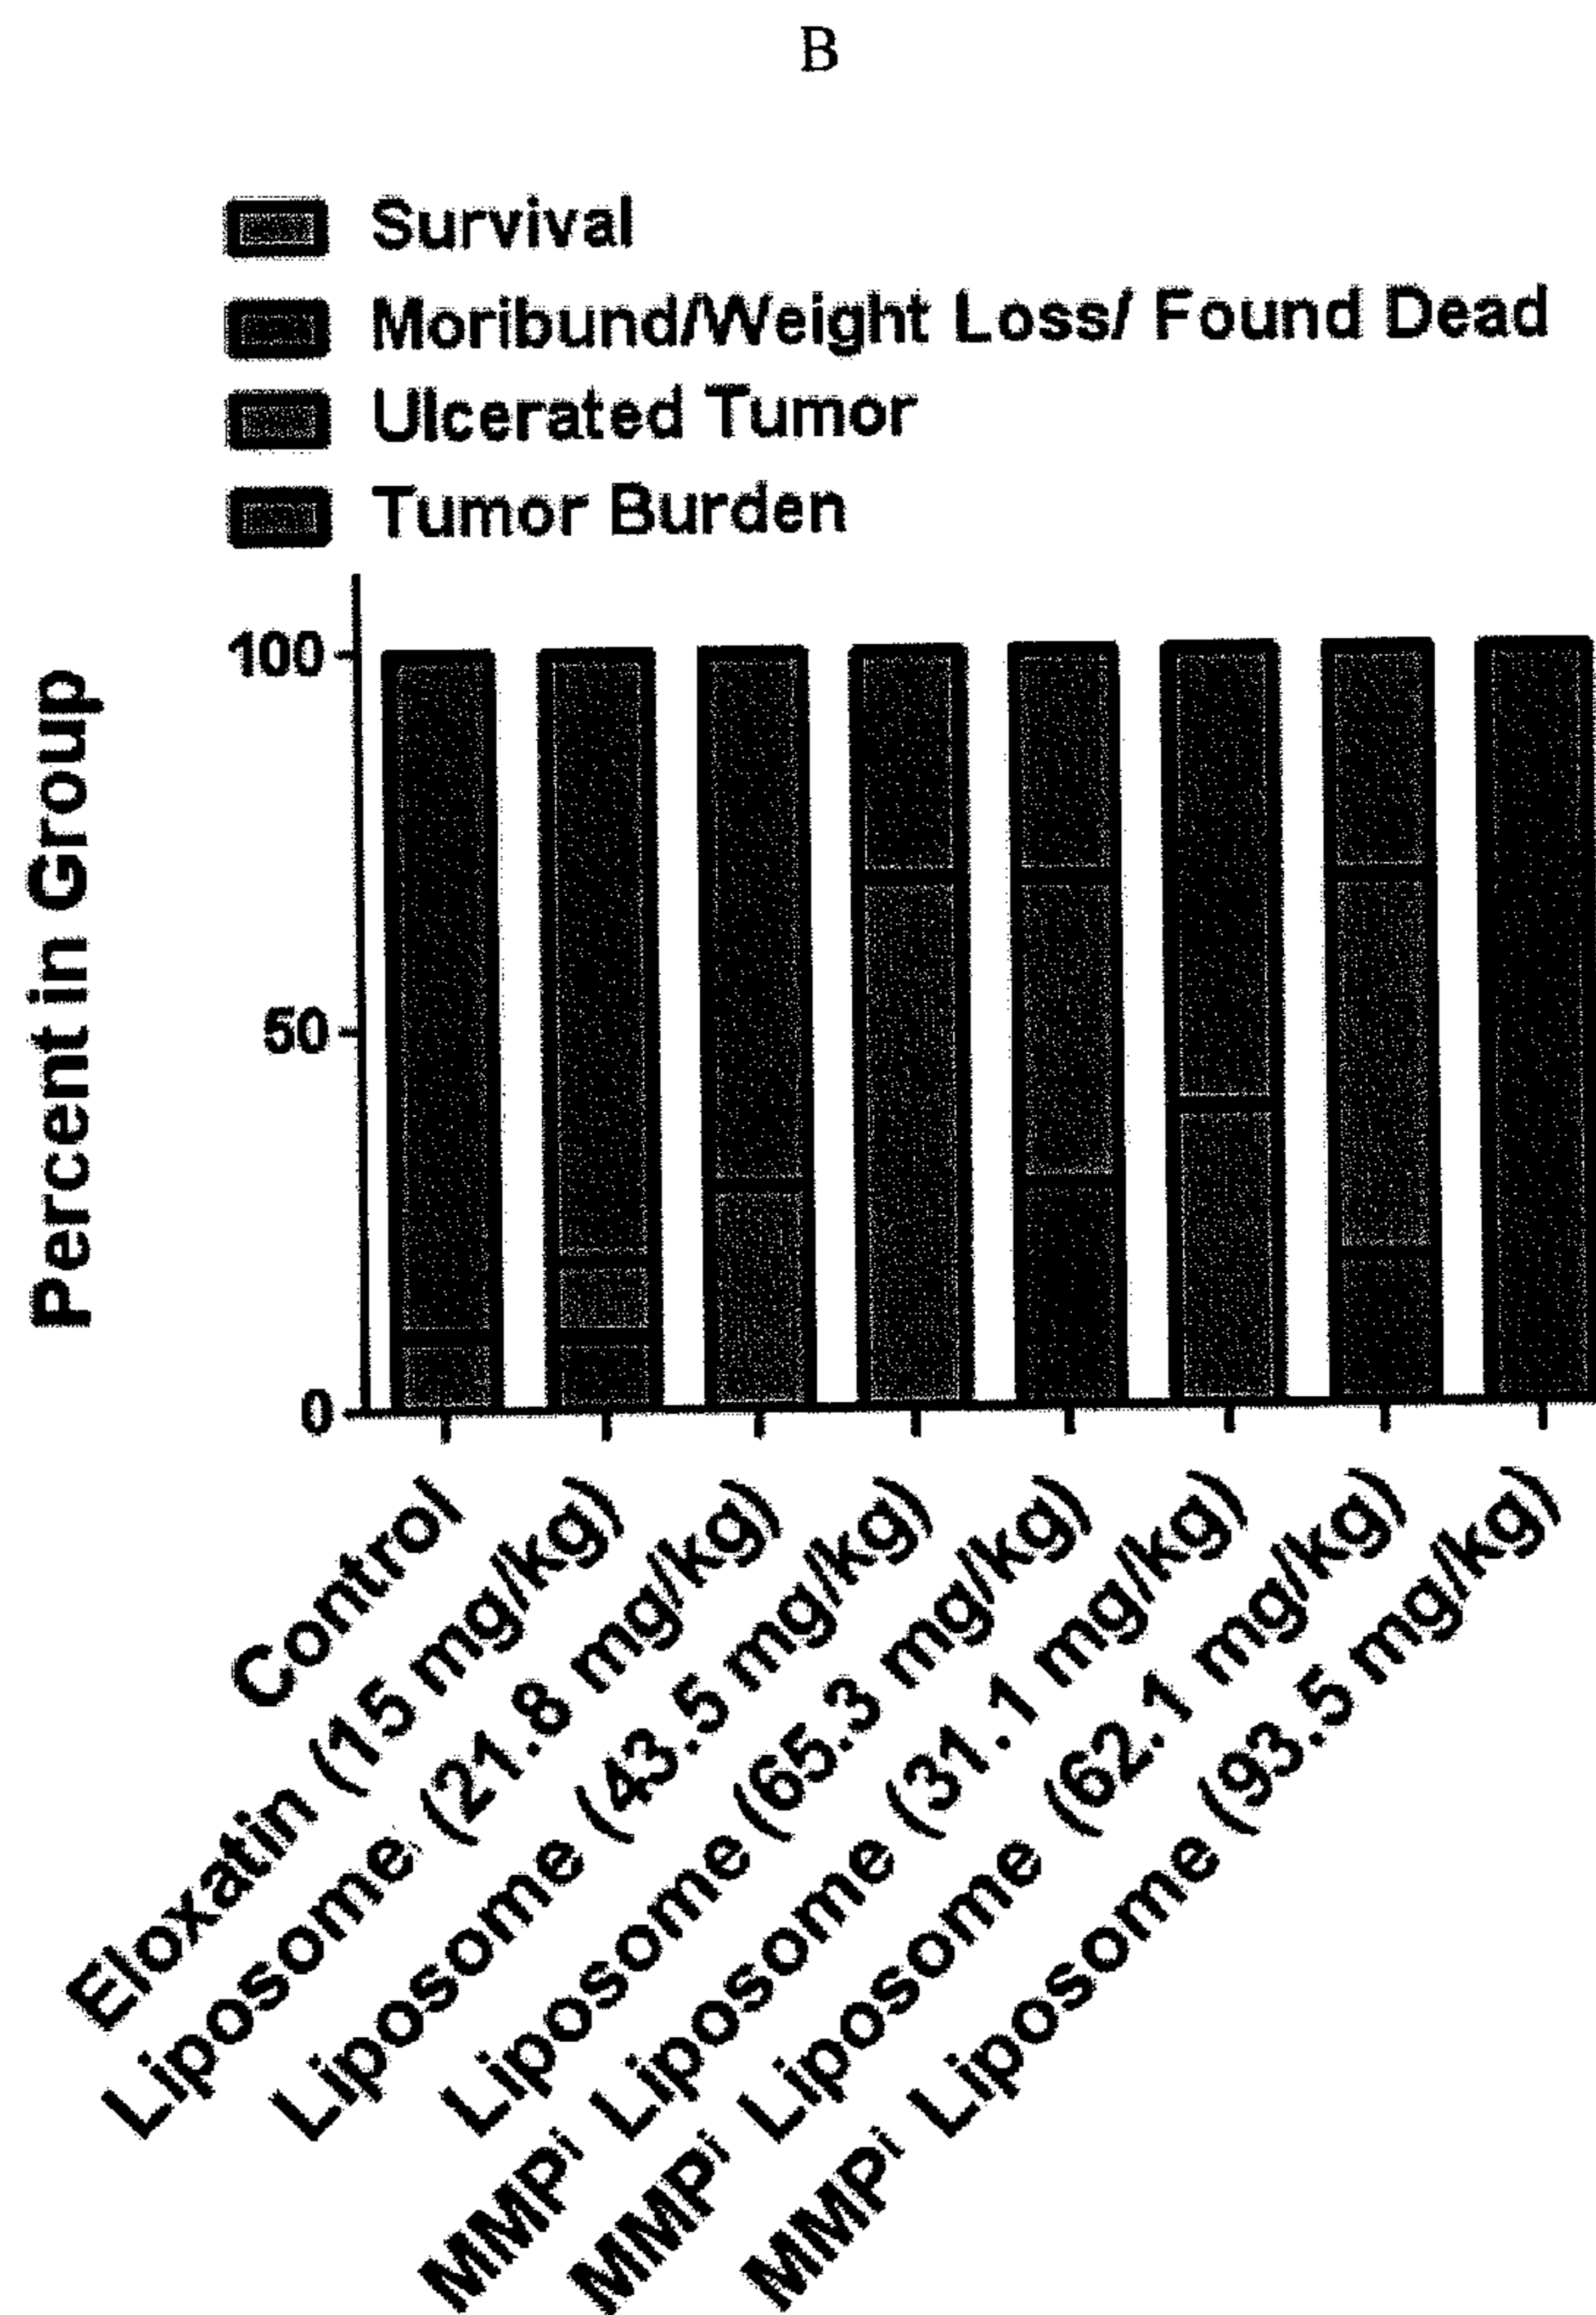 B
Survival
Moribund/Weight Loss/ Found Dead
Ulcerated Tumor
Tumor Burden
Percent in Group
100
50
0
Control
Eloxatin (15 mg/kg)
Liposome (21.8 mg/kg)
Liposome (43.5 mg/kg)
Liposome (65.3 mg/kg)
MMPi Liposome (31.1 mg/kg)
MMPi Liposome (62.1 mg/kg)
MMPi Liposome (93.5 mg/kg)